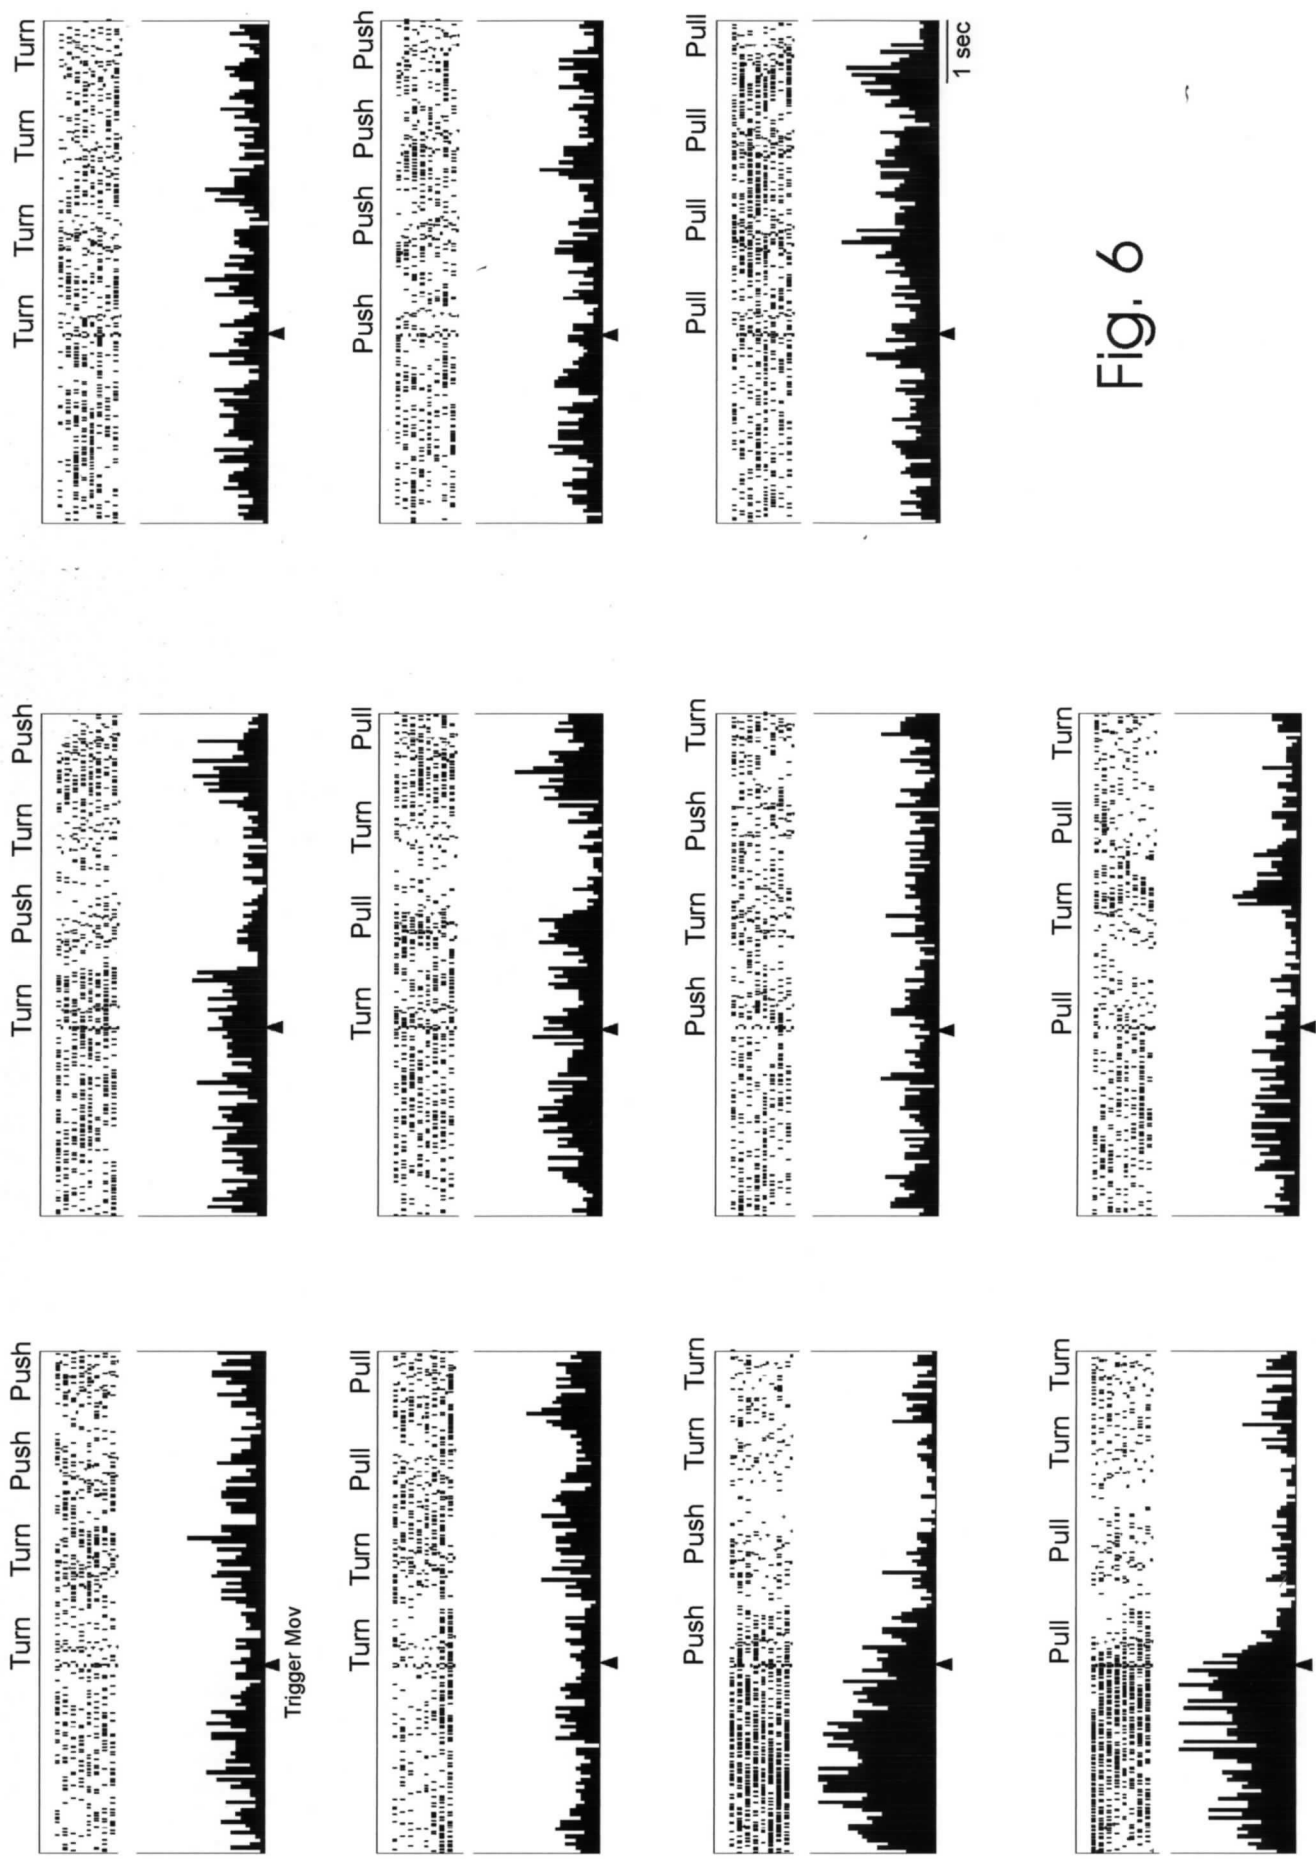 Turn Turn Push Push
Turn Push Turn Push
Turn Turn Turn Turn
Trigger Mov
Turn Turn Pull Pull
Turn Pull Turn Pull
Push Push Push Push
Push Push Turn Turn
Push Turn Push Turn
Pull Pull Pull Pull
1 sec
Pull Pull Turn Turn
Pull Turn Pull Turn
Fig. 6